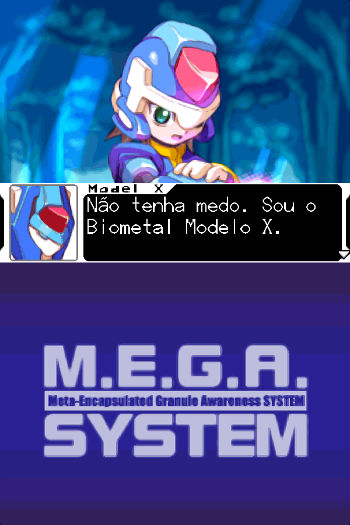 Model X
Não tenha medo. Sou o
Biometal Modelo X.
M.E.G.A.
Meta-Encapsulated Granule Awareness SYSTEM
SYSTEM